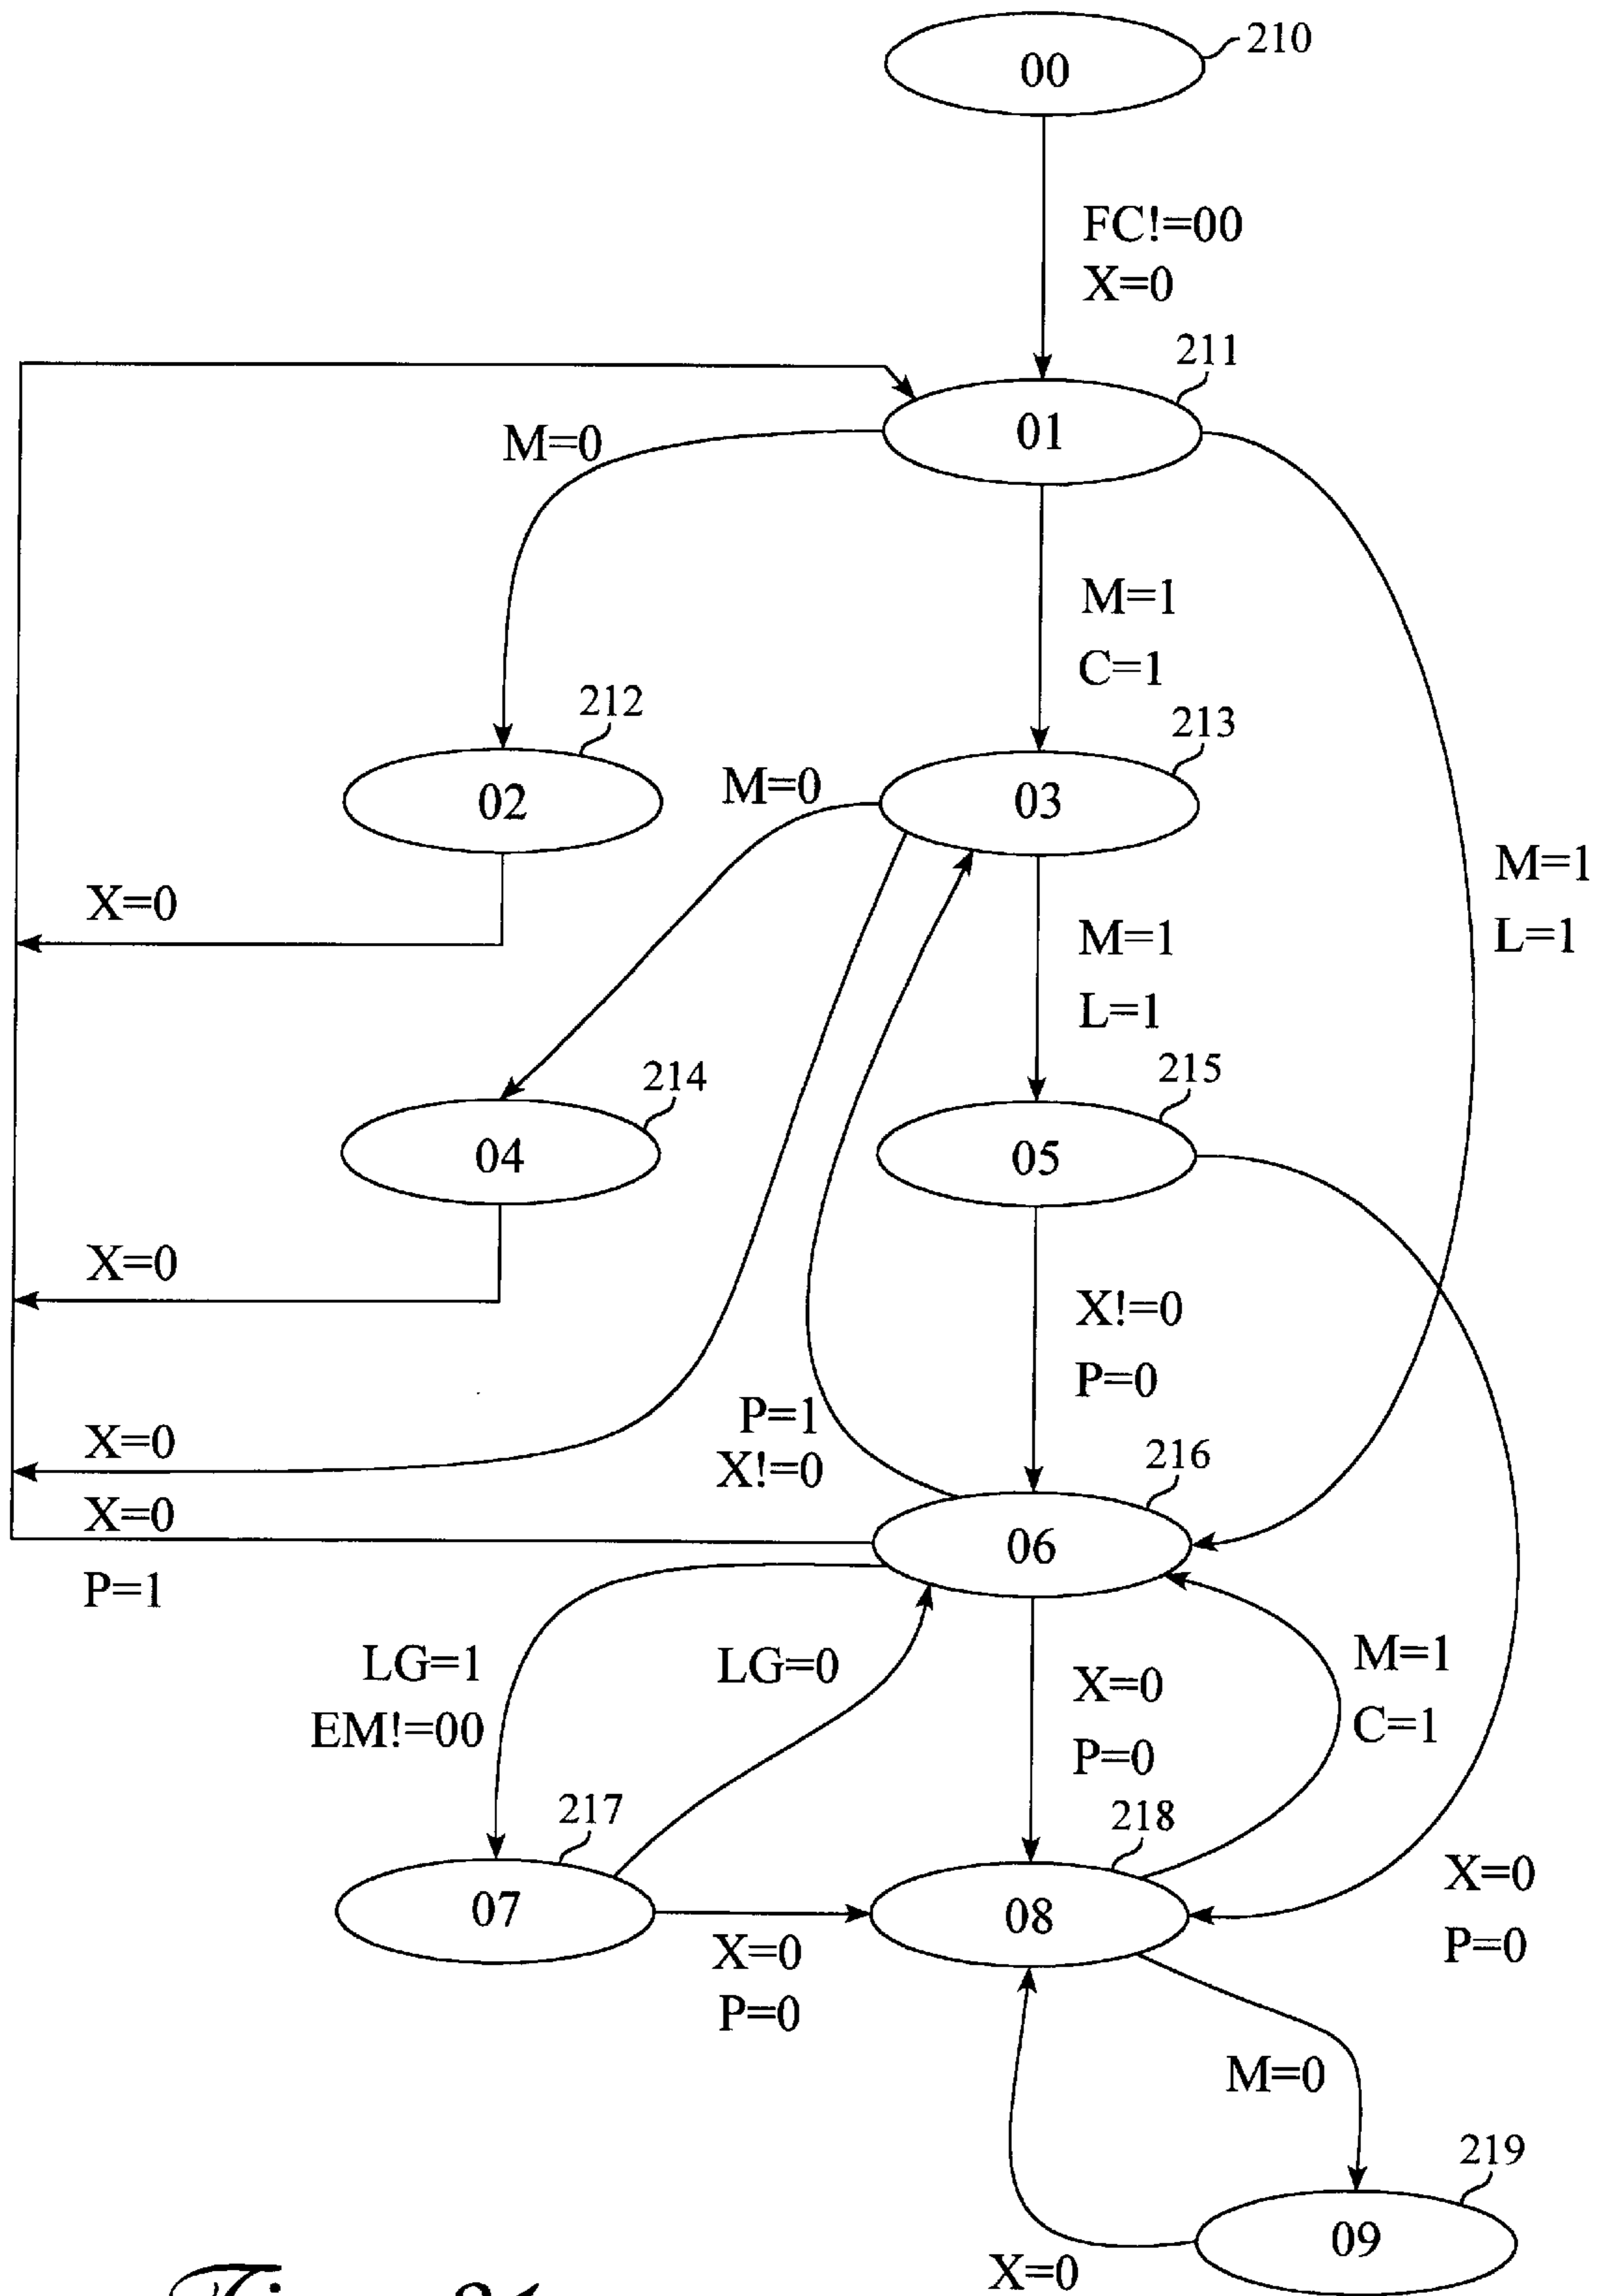 210
00
FC!=00
X=0
211
01
M=0
M=1
C=1
212
213
02
M=0
03
M=1
L=1
X=0
M=1
L=1
214
215
04
05
X=0
X!=0
P=0
P=1
X!=0
X=0
216
X=0
06
P=1
LG=1
EM!=00
LG=0
X=0
P=0
M=1
C=1
217
218
07
08
X=0
P=0
X=0
P=0
M=0
219
09
X=0